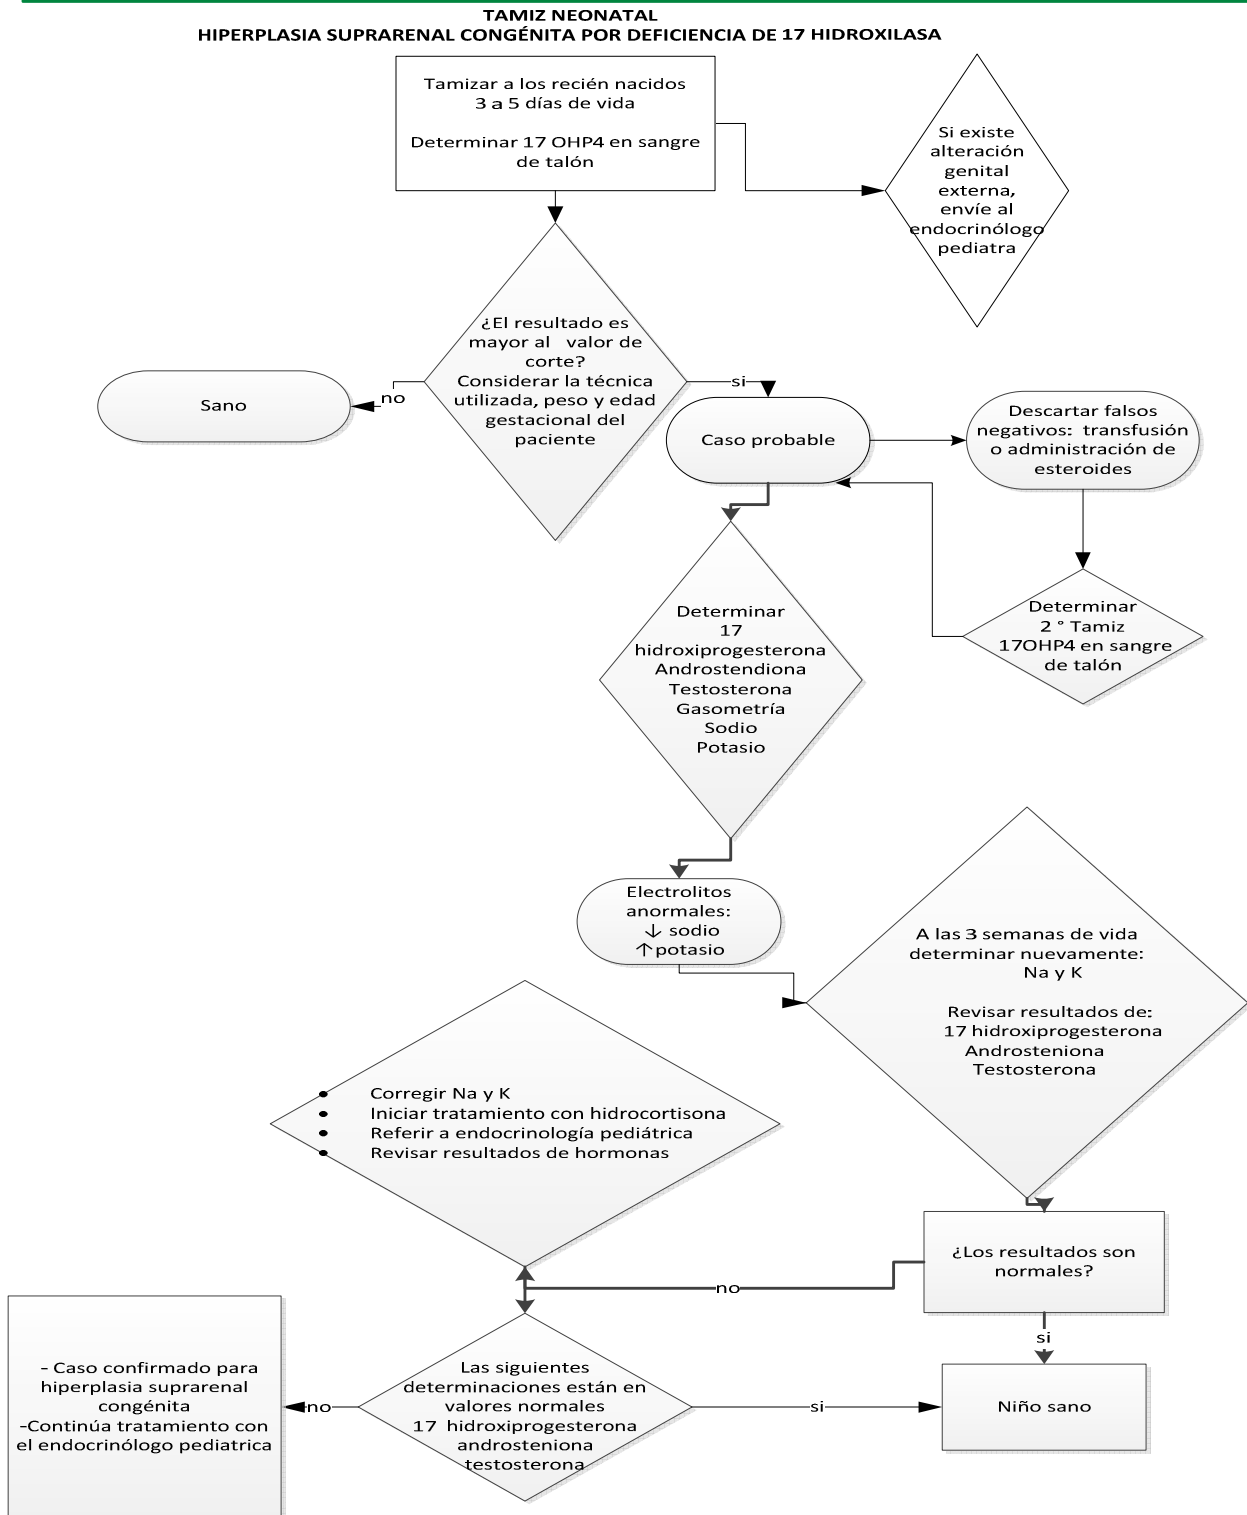 TAMIZ NEONATAL
HIPERPLASIA SUPRARENAL CONGÉNITA POR DEFICIENCIA DE 17 HIDROXILASA
Tamizar a los recién nacidos
3 a 5 días de vida
Determinar 17 OHP4 en sangre
de talón
Si existe
alteración
genital
externa,
envíe al
endocrinólogo
pediatra
¿El resultado es
mayor al valor de
corte?
Considerar la técnica
utilizada, peso y edad
gestacional del
paciente
no
Sano
si
Caso probable
Descartar falsos
negativos: transfusión
o administración de
esteroides
Determinar
2 ° Tamiz
17OHP4 en sangre
de talón
Determinar
17
hidroxiprogesterona
Androstendiona
Testosterona
Gasometría
Sodio
Potasio
Electrolitos
anormales:
↓ sodio
↑potasio
A las 3 semanas de vida
determinar nuevamente:
Na y K
Revisar resultados de:
17 hidroxiprogesterona
Androsteniona
Testosterona
• Corregir Na y K
• Iniciar tratamiento con hidrocortisona
• Referir a endocrinología pediátrica
• Revisar resultados de hormonas
¿Los resultados son
normales?
no
si
Las siguientes
determinaciones están en
valores normales
17 hidroxiprogesterona
androsteniona
testosterona
no
si
Niño sano
- Caso confirmado para
hiperplasia suprarenal
congénita
-Continúa tratamiento con
el endocrinólogo pediatrica